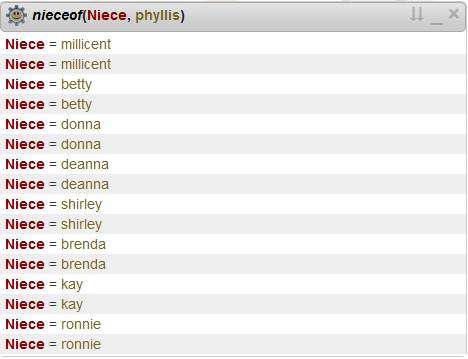 nieceof(Niece, phyllis)
Niece = millicent
Niece = millicent
Niece = betty
Niece = betty
Niece = donna
Niece = donna
Niece = deanna
Niece = deanna
Niece = shirley
Niece = shirley
Niece = brenda
Niece = brenda
Niece = kay
Niece = kay
Niece = ronnie
Niece = ronnie